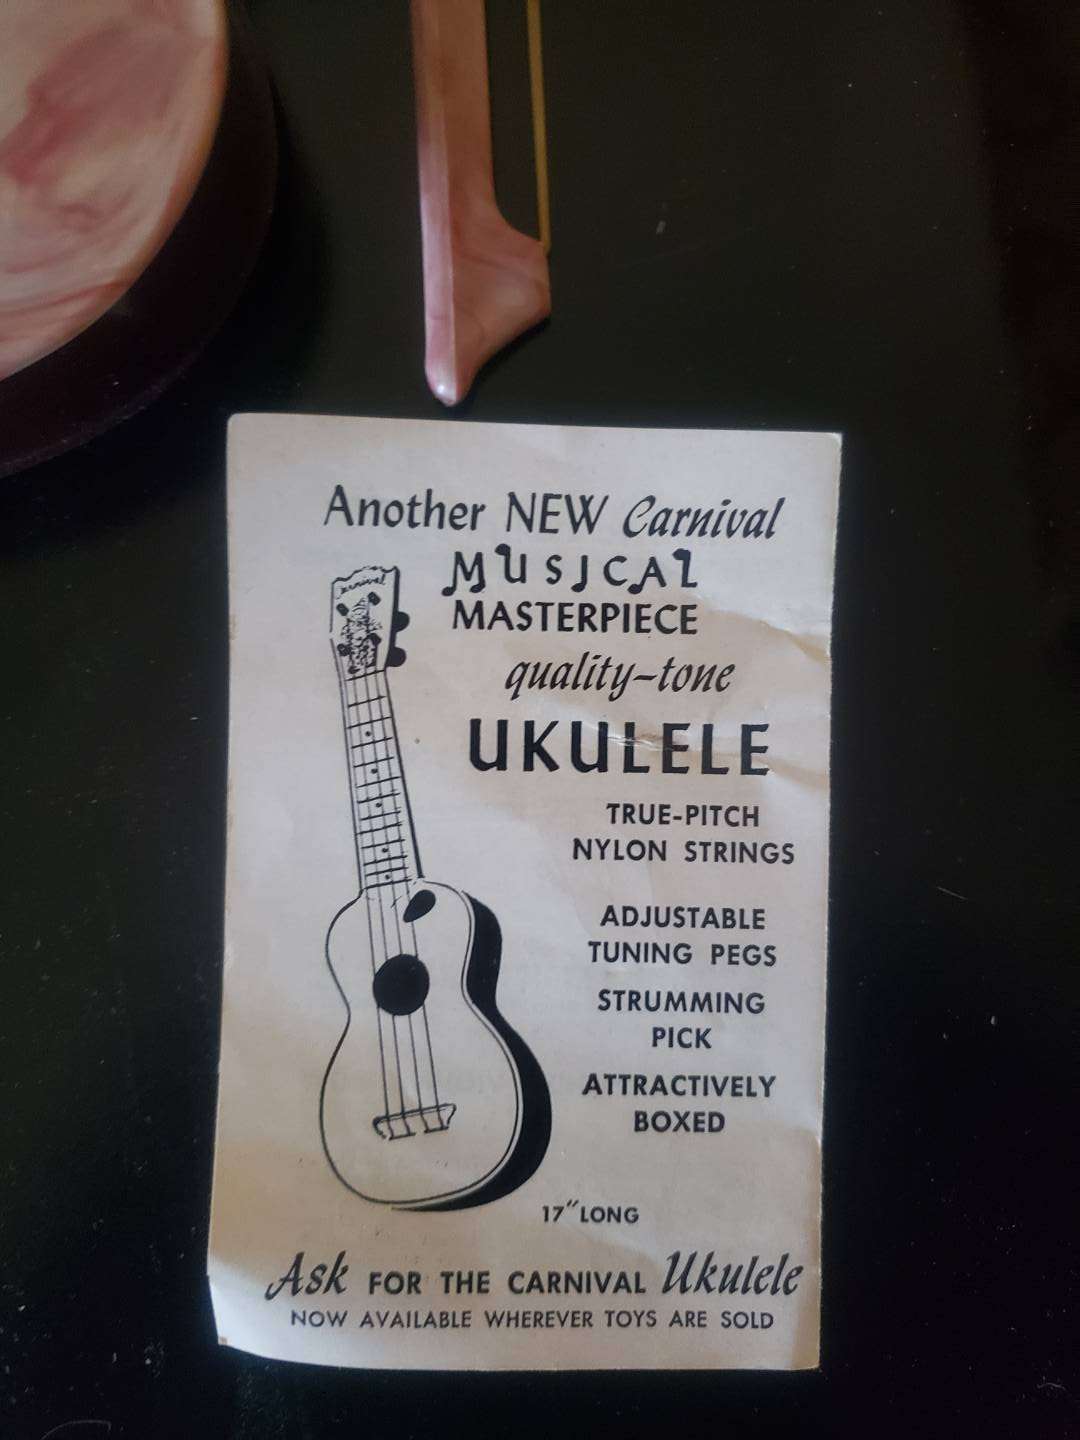 Another NEW Carnival
MUSICAL
MASTERPIECE
quality-tone
UKULELE
TRUE-PITCH
NYLON STRINGS
ADJUSTABLE
TUNING PEGS
STRUMMING
PICK
ATTRACTIVELY
BOXED
17" LONG
Ask FOR THE CARNIVAL Ukulele
NOW AVAILABLE WHEREVER TOYS ARE SOLD
Carnival